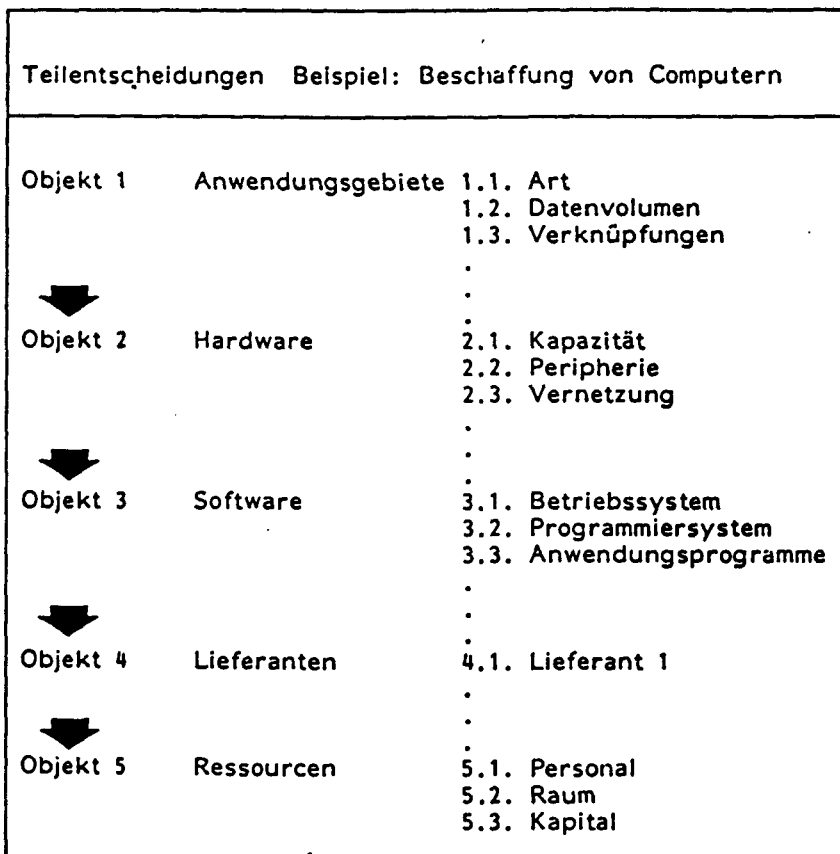 Teilentscheidungen Beispiel: Beschaffung von Computern
Objekt 1 Anwendungsgebiete 1.1. Art
1.2. Datenvolumen
1.3. Verknüpfungen
.
.
.
Objekt 2 Hardware 2.1. Kapazität
2.2. Peripherie
2.3. Vernetzung
.
.
.
Objekt 3 Software 3.1. Betriebssystem
3.2. Programmiersystem
3.3. Anwendungsprogramme
.
.
.
Objekt 4 Lieferanten 4.1. Lieferant 1
.
.
.
Objekt 5 Ressourcen 5.1. Personal
5.2. Raum
5.3. Kapital